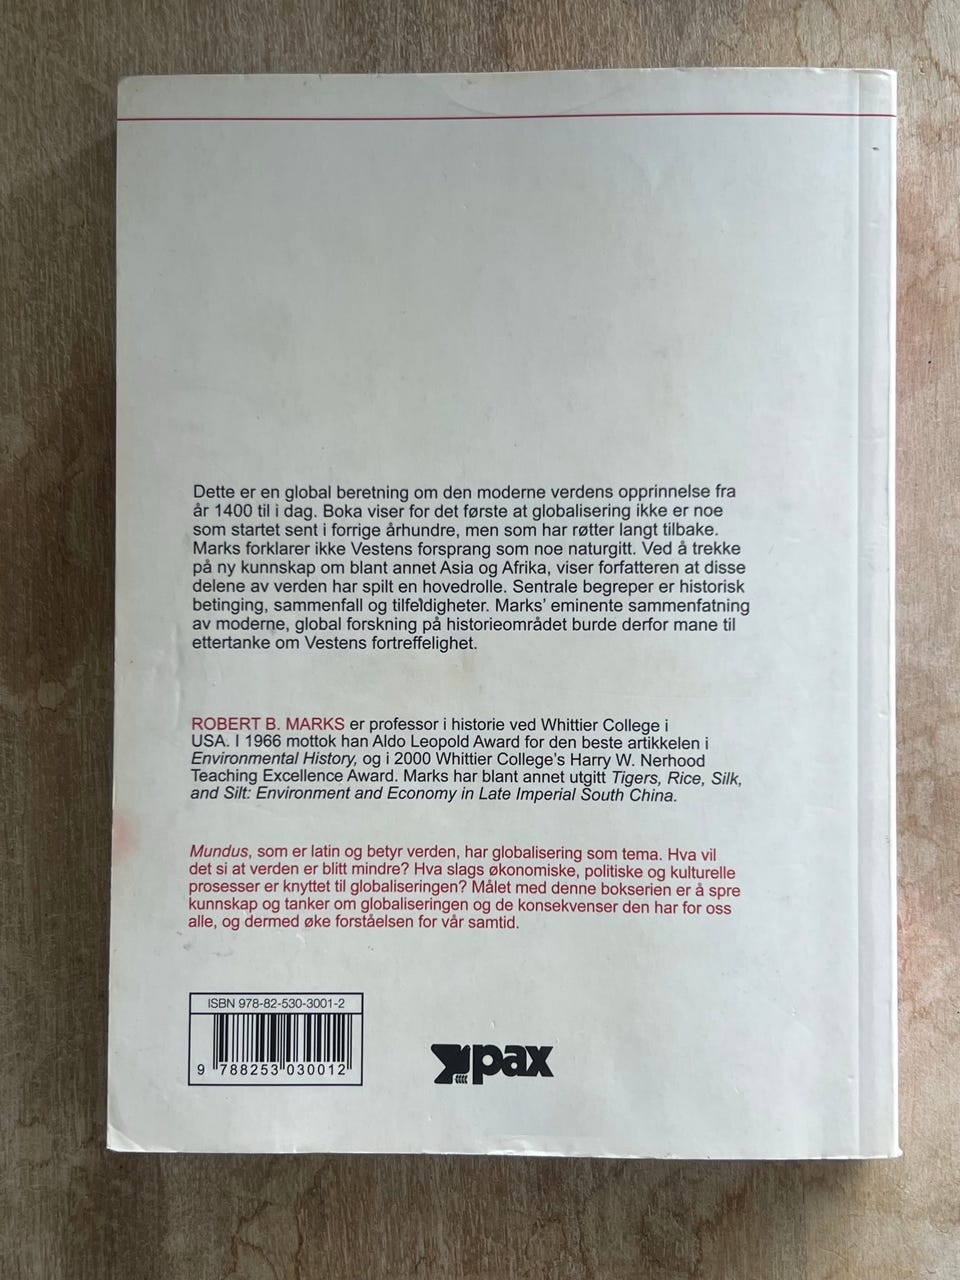 Dette er en global beretning om den moderne verdens opprinnelse fra
år 1400 til i dag. Boka viser for det første at globalisering ikke er noe
som startet sent i forrige århundre, men som har røtter langt tilbake.
Marks forklarer ikke Vestens forsprang som noe naturgitt. Ved å trekke
på ny kunnskap om blant annet Asia og Afrika, viser forfatteren at disse
delene av verden har spilt en hovedrolle. Sentrale begreper er historisk
betinging, sammenfall og tilfeldigheter. Marks’ eminente sammenfatning
av moderne, global forskning på historieområdet burde derfor mane til
ettertanke om Vestens fortreffelighet.
ROBERT B. MARKS er professor i historie ved Whittier College i
USA. I 1966 mottok han Aldo Leopold Award for den beste artikkelen i
Environmental History, og i 2000 Whittier College’s Harry W. Nerhood
Teaching Excellence Award. Marks har blant annet utgitt Tigers, Rice, Silk,
and Silt: Environment and Economy in Late Imperial South China.
Mundus, som er latin og betyr verden, har globalisering som tema. Hva vil
det si at verden er blitt mindre? Hva slags økonomiske, politiske og kulturelle
prosesser er knyttet til globaliseringen? Målet med denne bokserien er å spre
kunnskap og tanker om globaliseringen og de konsekvenser den har for oss
alle, og dermed øke forståelsen for vår samtid.
ISBN 978-82-530-3001-2
9 788253 030012
pax